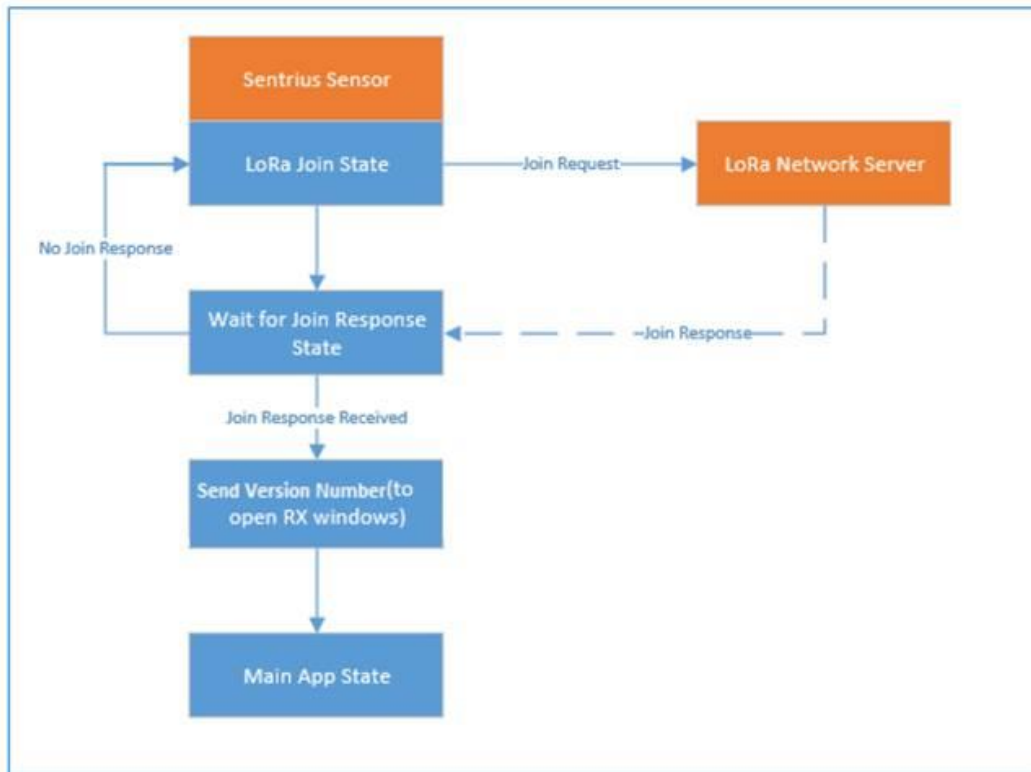 Sentrius Sensor
LoRa Join State
Join Request
LoRa Network Server
No Join Response
Wait for Join Response
State
Join Response
Join Response Received
Send Version Number(to
open RX windows)
Main App State